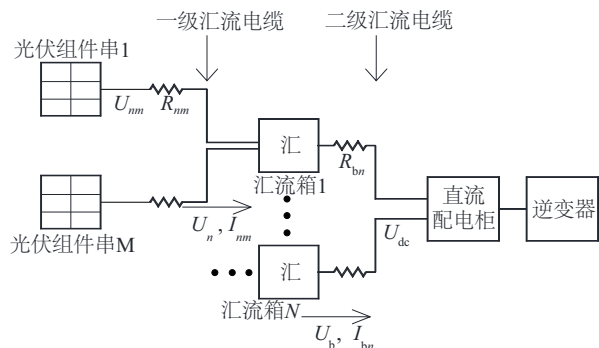 一级汇流电缆
二级汇流电缆
光伏组件串1
Unm
Rnm
汇
Rbn
汇流箱1
直流
配电柜
逆变器
光伏组件串M
Un, Inm
Udc
汇
汇流箱N
Ub, Ibn